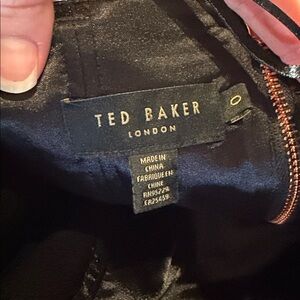 TED BAKER
LONDON
0
MADE IN
CHINA
FABRIQUE EN
CHINE